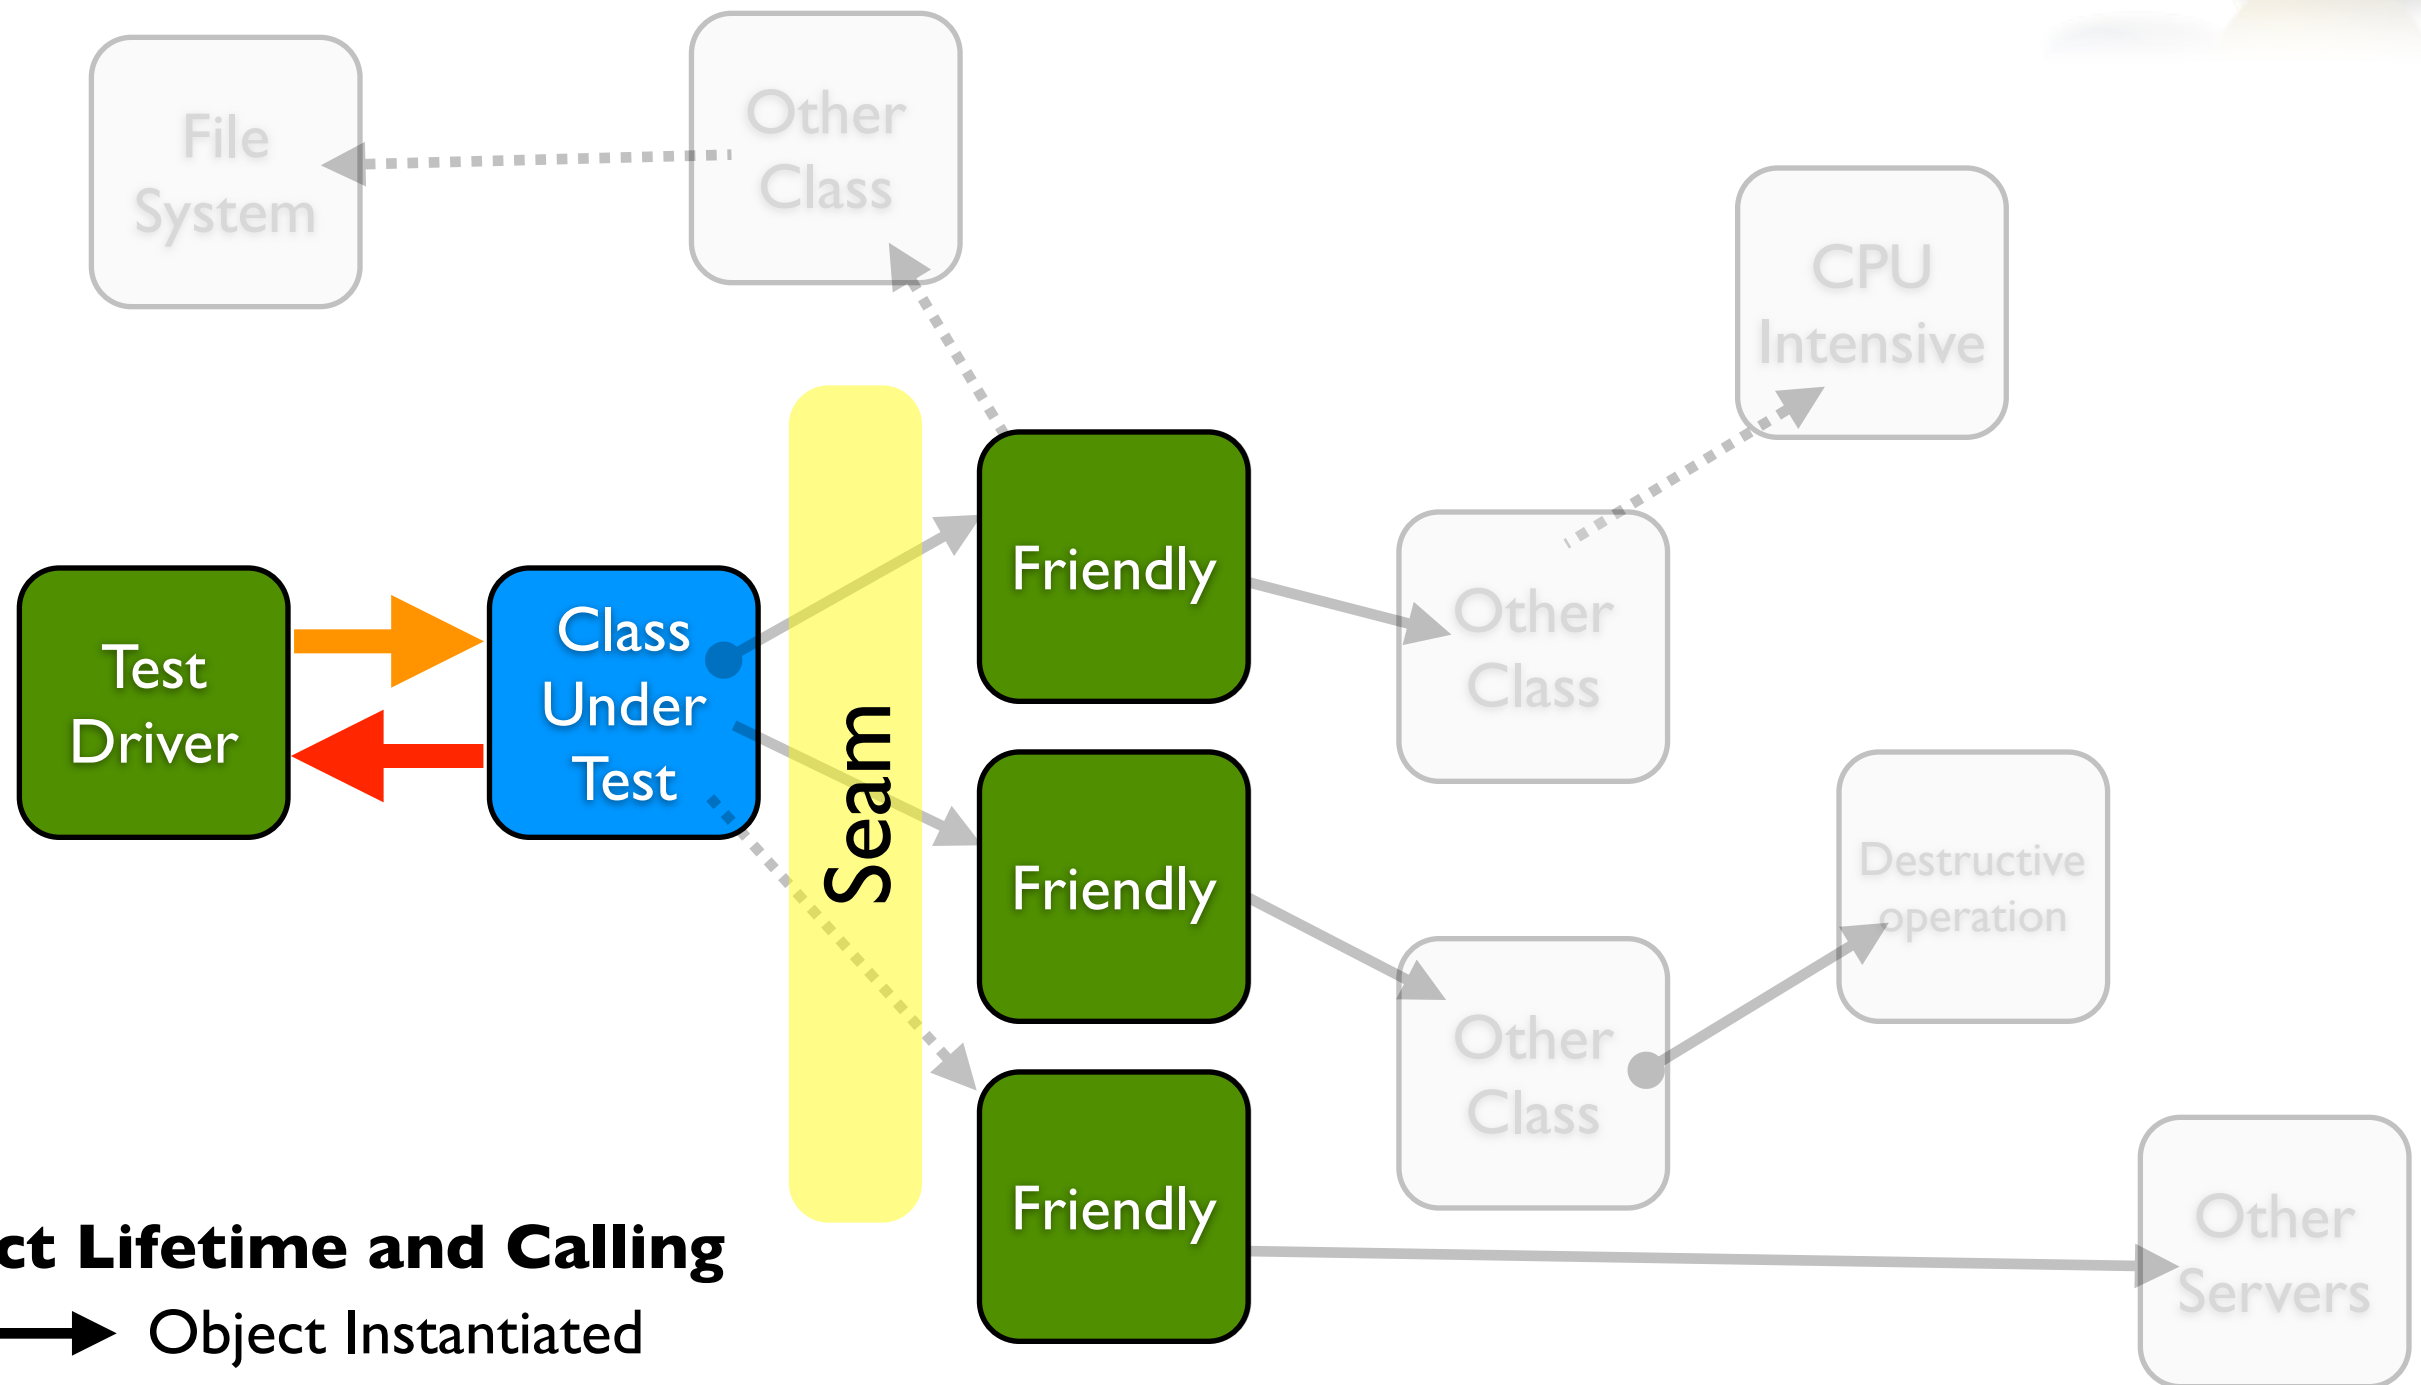 File
System
Other
Class
CPU
Intensive
Test
Driver
Class
Under
Test
Seam
Friendly
Other
Class
Friendly
Destructive
operation
Other
Class
Friendly
Other
Servers
ct Lifetime and Calling
Object Instantiated